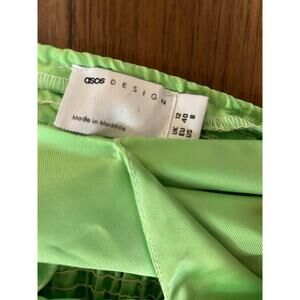 asos DESIGN
Made in Morocco
UK 12
EU 40
US 8